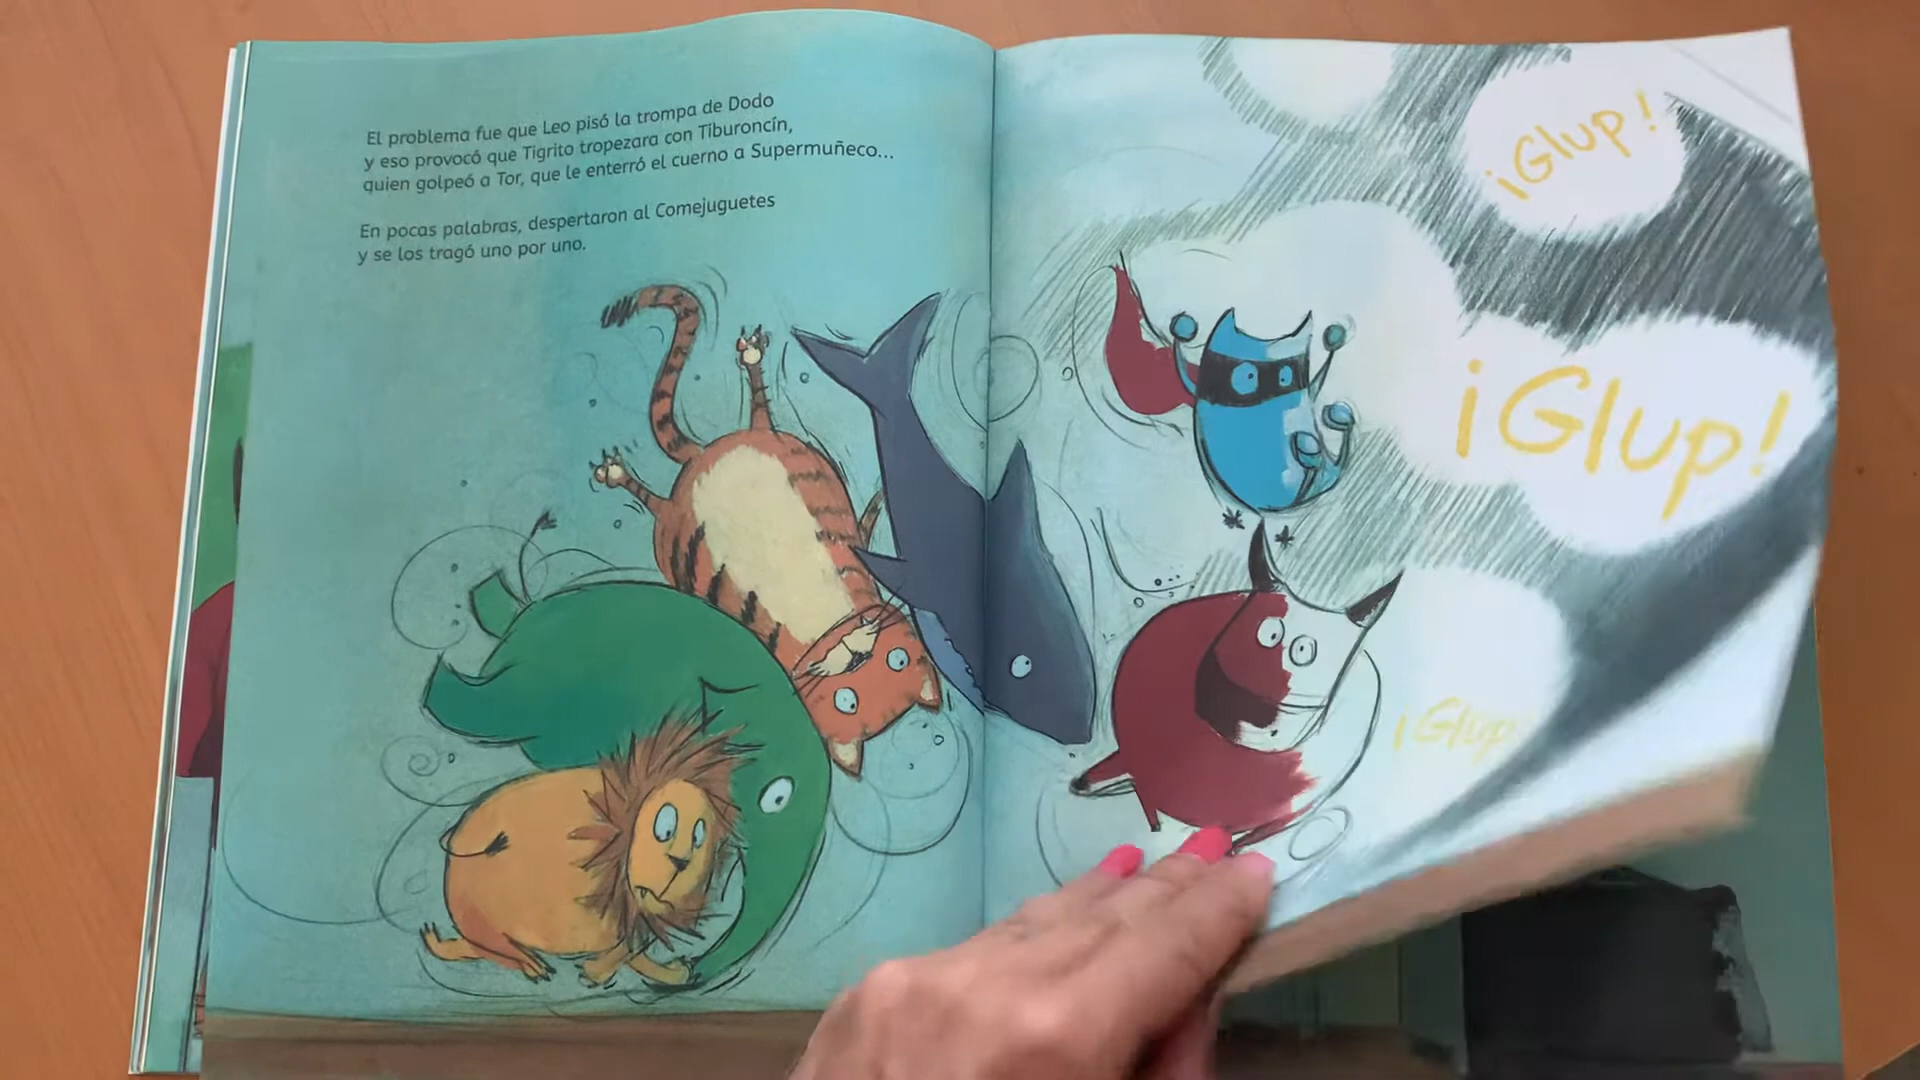 El problema fue que Leo pisó la trompa de Dodo
y eso provocó que Tigrito tropezara con Tiburoncín,
quien golpeó a Tor, que le enterró el cuerno a Supermuñeco...
En pocas palabras, despertaron al Comejuguetes
y se los tragó uno por uno.
¡Glup!
¡Glup!
¡Glup!